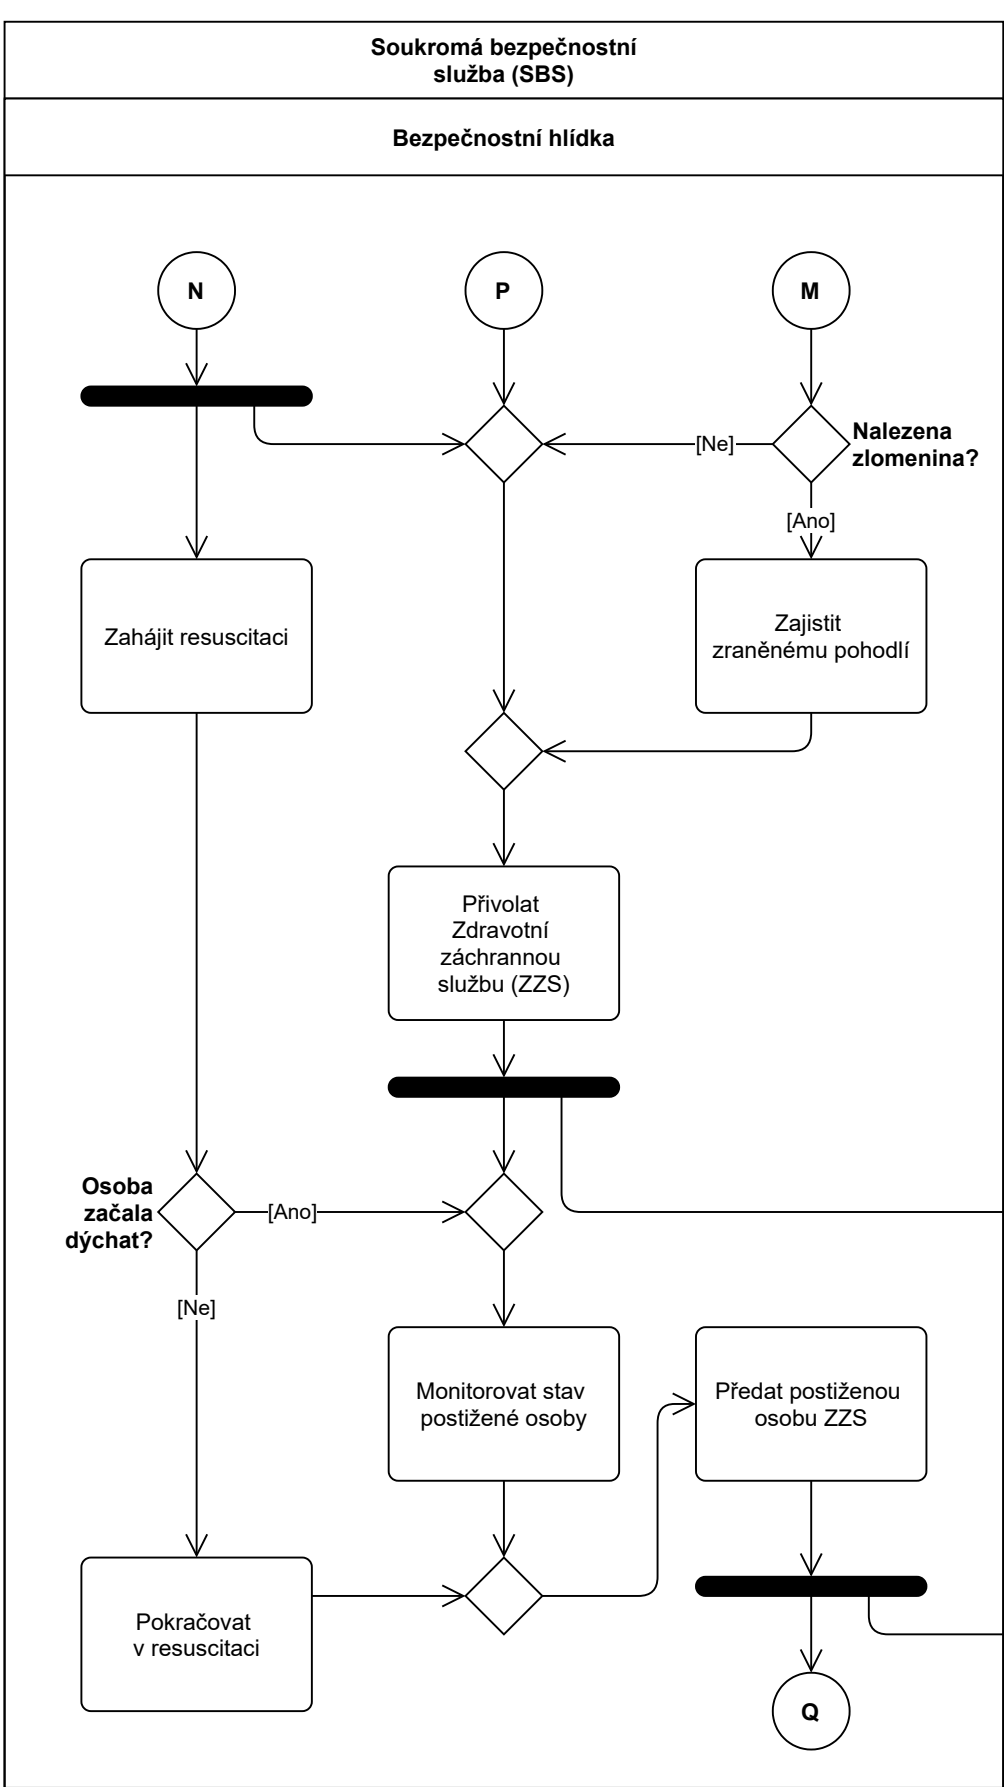 Soukromá bezpečnostní
služba (SBS)
Bezpečnostní hlídka
N
P
M
[Ne]
Nalezena
zlomenina?
[Ano]
Zahájit resuscitaci
Zajistit
zraněnému pohodlí
Přivolat
Zdravotní
záchrannou
službu (ZZS)
Osoba
začala
dýchat?
[Ano]
[Ne]
Monitorovat stav
postižené osoby
Předat postiženou
osobu ZZS
Pokračovat
v resuscitaci
Q